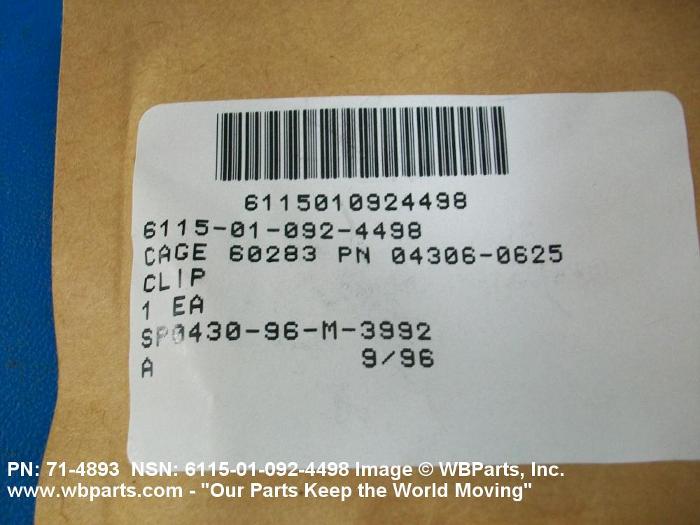 6115010924498
6115-01-092-4498
CAGE 60283 PN 04306-0625
CLIP
1 EA
SP0430-96-M-3992
A 9/96
PN: 71-4893 NSN: 6115-01-092-4498 Image © WBParts, Inc.
www.wbparts.com - "Our Parts Keep the World Moving"